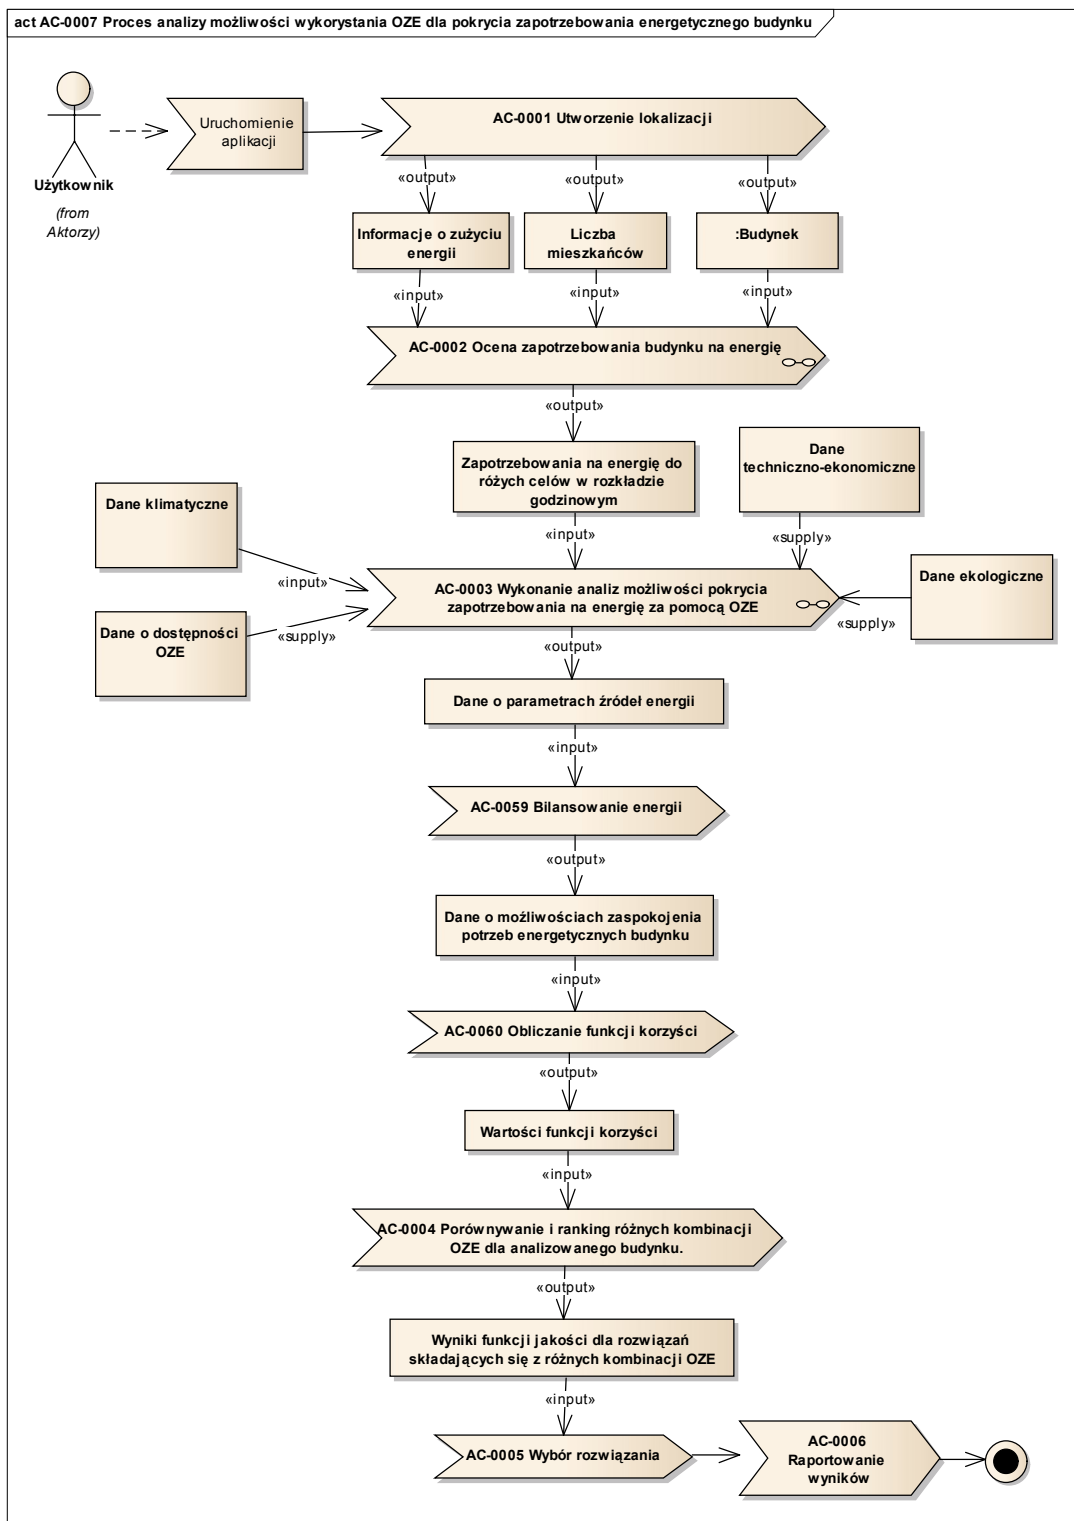 act AC-0007 Proces analizy możliwości wykorystania OZE dla pokrycia zapotrzebowania energetycznego budynku
Użytkownik
(from
Aktorzy)
Uruchomienie
aplikacji
AC-0001 Utworzenie lokalizacji
«output»
«output»
«output»
Informacje o zużyciu
energii
Liczba
mieszkańców
:Budynek
«input»
«input»
«input»
AC-0002 Ocena zapotrzebowania budynku na energię
«output»
Zapotrzebowania na energię do
różych celów w rozkładzie
godzinowym
Dane
techniczno-ekonomiczne
Dane klimatyczne
«input»
«supply»
«input»
AC-0003 Wykonanie analiz możliwości pokrycia
zapotrzebowania na energię za pomocą OZE
Dane ekologiczne
«supply»
Dane o dostępności
OZE
«supply»
«output»
Dane o parametrach źródeł energii
«input»
AC-0059 Bilansowanie energii
«output»
Dane o moźliwościach zaspokojenia
potrzeb energetycznych budynku
«input»
AC-0060 Obliczanie funkcji korzyści
«output»
Wartości funkcji korzyści
«input»
AC-0004 Porównywanie i ranking różnych kombinacji
OZE dla analizowanego budynku.
«output»
Wyniki funkcji jakości dla rozwiązań
składających się z różnych kombinacji OZE
«input»
AC-0005 Wybór rozwiązania
AC-0006
Raportowanie
wyników